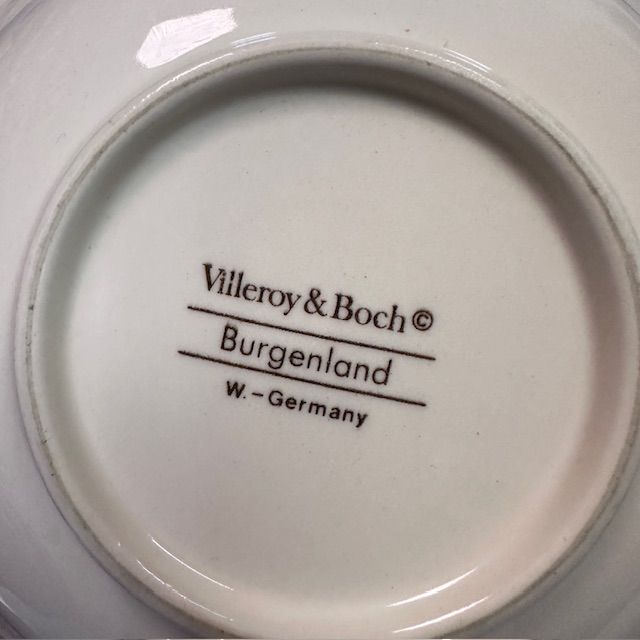 Villeroy & Boch ©
Burgenland
W.-Germany